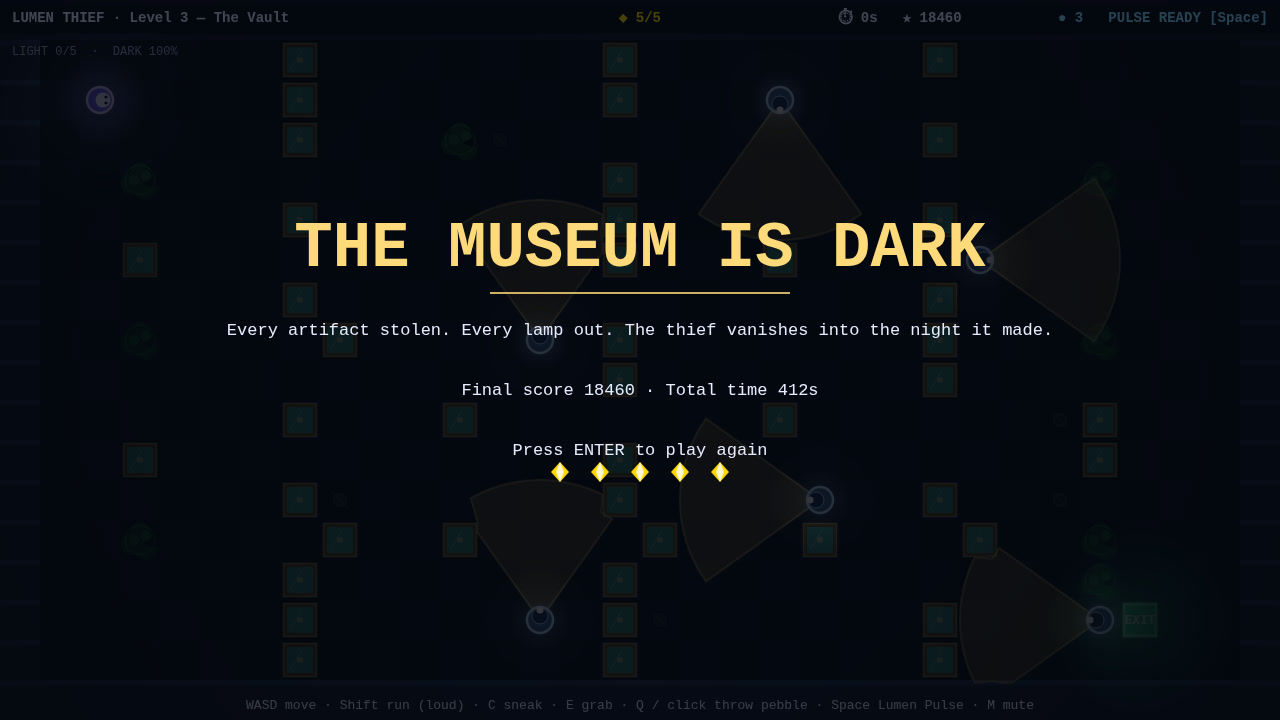 LUMEN THIEF · Level 3 — The Vault ◆ 5/5 ⏱ 0s ★ 18460 ● 3 PULSE READY [Space]
LIGHT 0/5 · DARK 100%
THE MUSEUM IS DARK
Every artifact stolen. Every lamp out. The thief vanishes into the night it made.
Final score 18460 · Total time 412s
Press ENTER to play again
EXIT
WASD move · Shift run (loud) · C sneak · E grab · Q / click throw pebble · Space Lumen Pulse · M mute